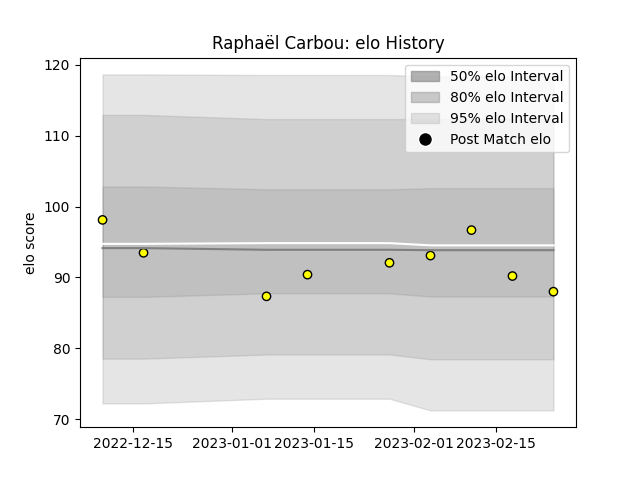 Raphaël Carbou: elo History
120
110
100
90
80
70
elo score
50% elo Interval
80% elo Interval
95% elo Interval
Post Match elo
2022-12-15 2023-01-01 2023-01-15 2023-02-01 2023-02-15